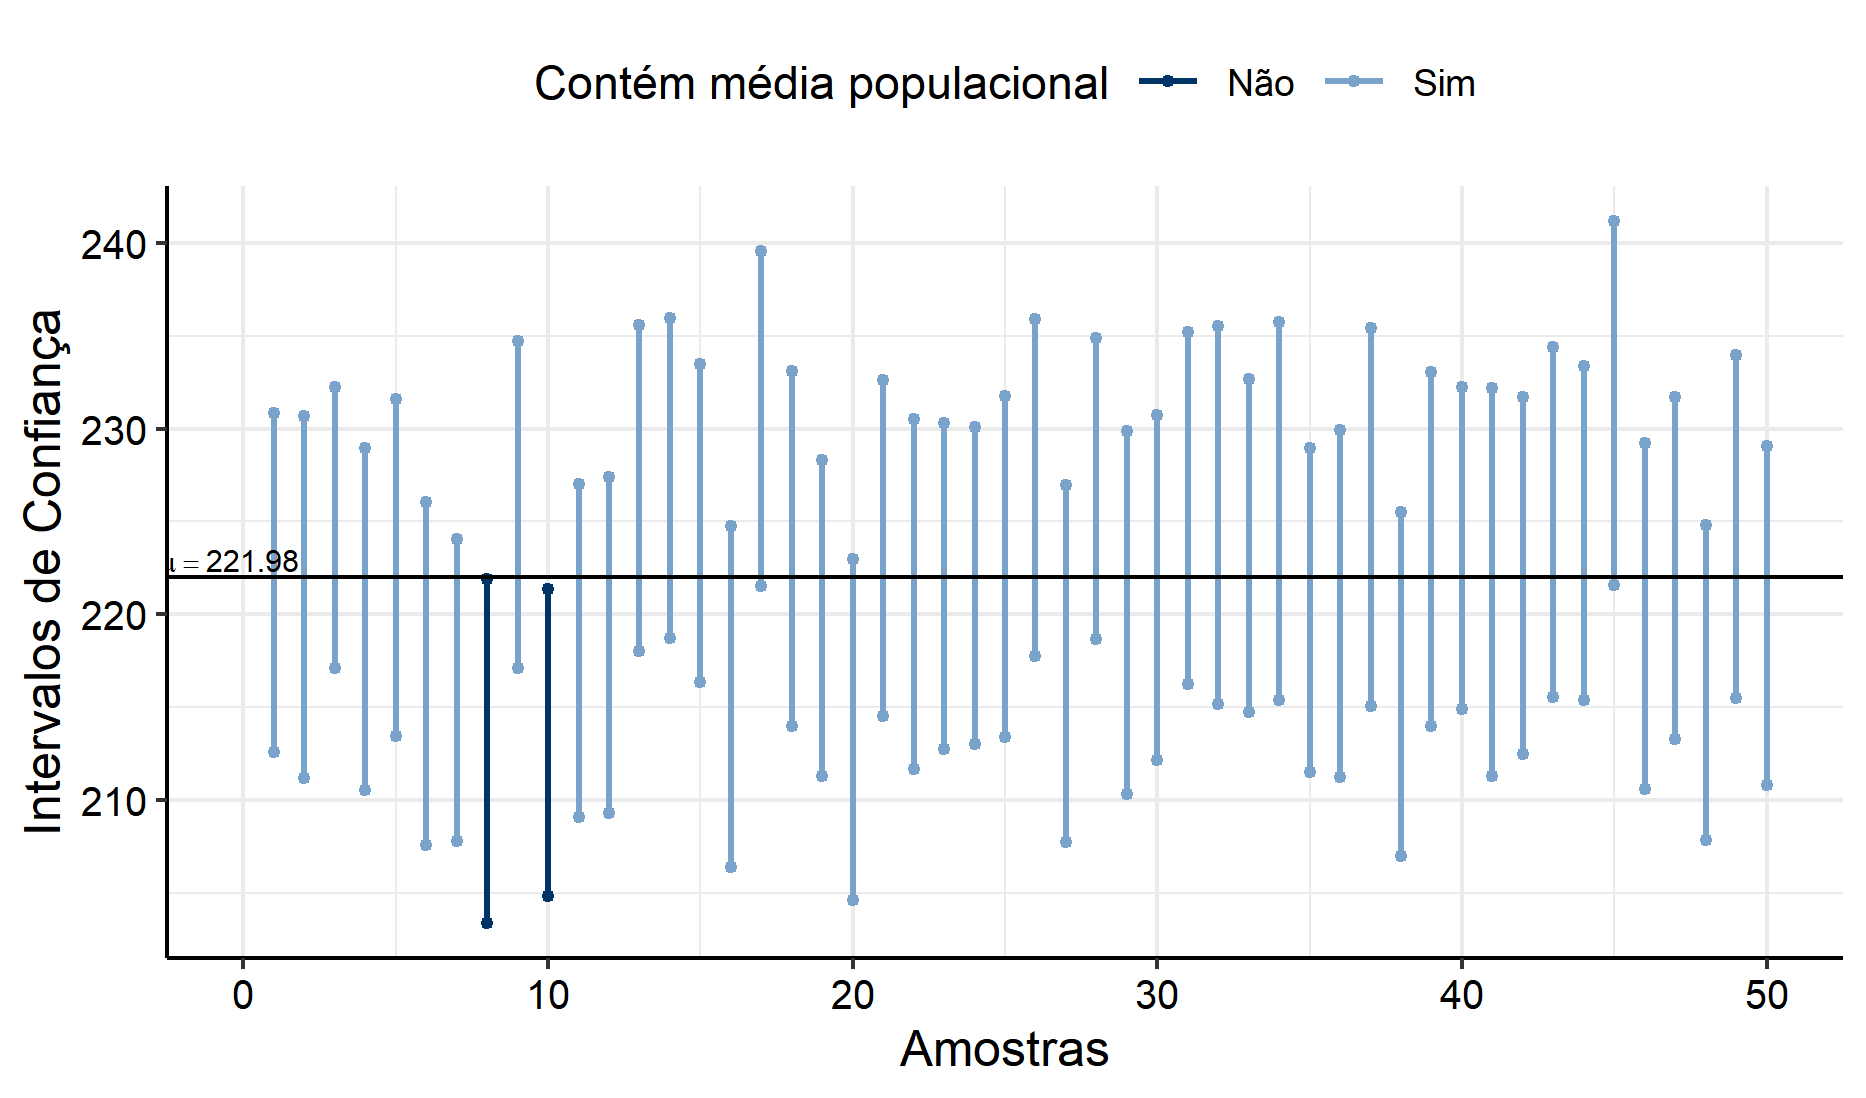 Contém média populacional Não Sim
Intervalos de Confiança
240
230
220
210
μ = 221.98
0 10 20 30 40 50
Amostras